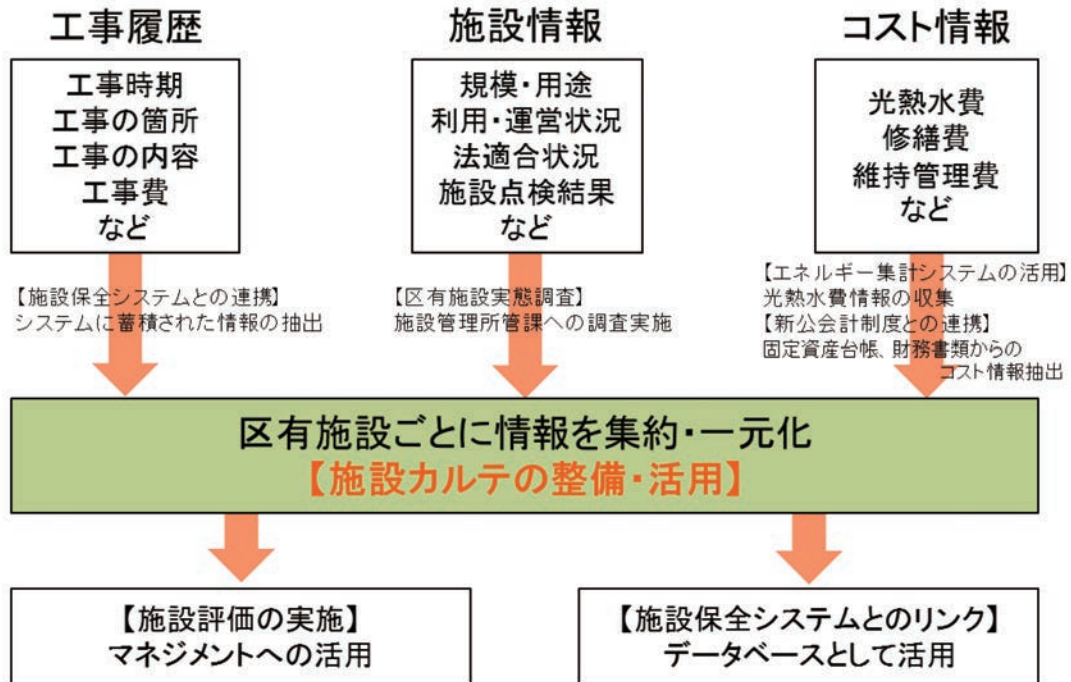 工事履歴
工事時期
工事の箇所
工事の内容
工事費
など
【施設保全システムとの連携】
システムに蓄積された情報の抽出
施設情報
規模・用途
利用・運営状況
法適合状況
施設点検結果
など
【区有施設実態調査】
施設管理所管課への調査実施
コスト情報
光熱水費
修繕費
維持管理費
など
【エネルギー集計システムの活用】
光熱水費情報の収集
【新公会計制度との連携】
固定資産台帳、財務書類からの
コスト情報抽出
区有施設ごとに情報を集約・一元化
【施設カルテの整備・活用】
【施設評価の実施】
マネジメントへの活用
【施設保全システムとのリンク】
データベースとして活用